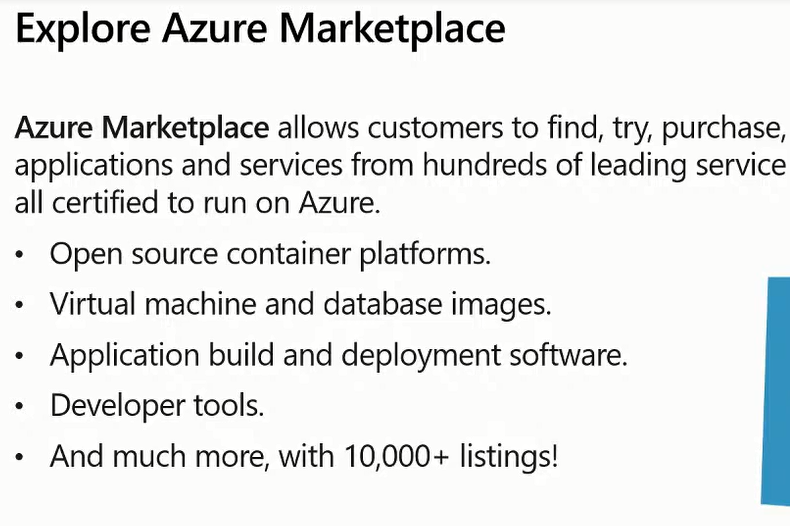 Explore Azure Marketplace
Azure Marketplace allows customers to find, try, purchase,
applications and services from hundreds of leading service
all certified to run on Azure.
• Open source container platforms.
• Virtual machine and database images.
• Application build and deployment software.
• Developer tools.
• And much more, with 10,000+ listings!